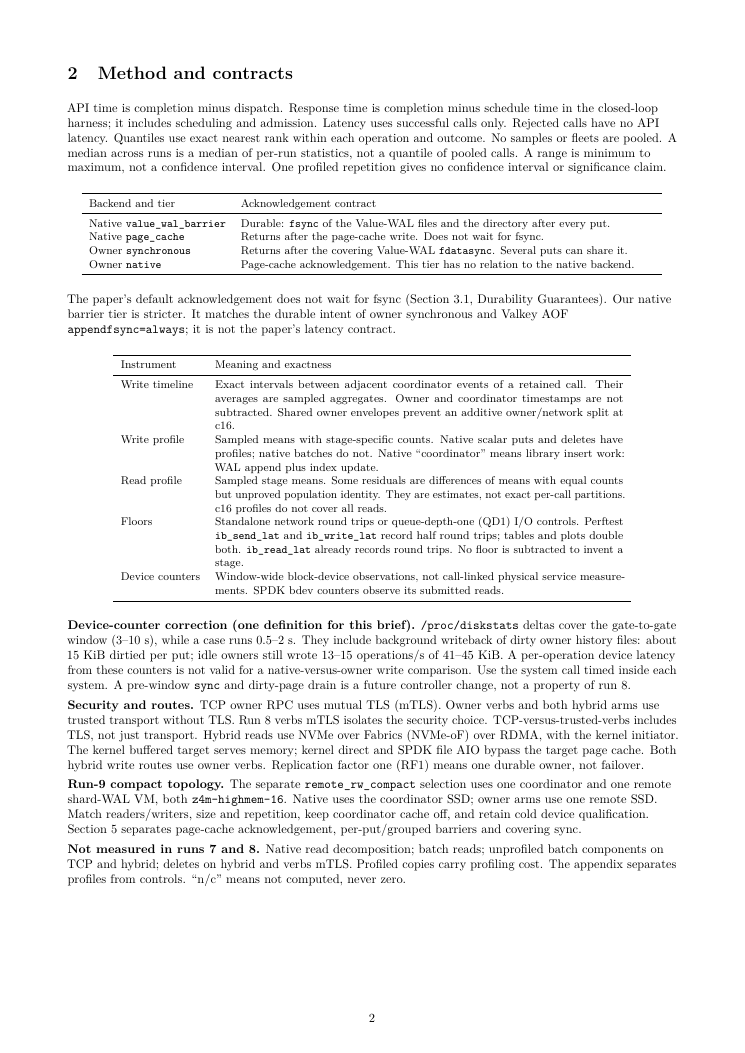 2 Method and contracts
API time is completion minus dispatch. Response time is completion minus schedule time in the closed-loop
harness; it includes scheduling and admission. Latency uses successful calls only. Rejected calls have no API
latency. Quantiles use exact nearest rank within each operation and outcome. No samples or fleets are pooled. A
median across runs is a median of per-run statistics, not a quantile of pooled calls. A range is minimum to
maximum, not a confidence interval. One profiled repetition gives no confidence interval or significance claim.
Backend and tier Acknowledgement contract
Native value_wal_barrier Durable: fsync of the Value-WAL files and the directory after every put.
Native page_cache Returns after the page-cache write. Does not wait for fsync.
Owner synchronous Returns after the covering Value-WAL fdatasync. Several puts can share it.
Owner native Page-cache acknowledgement. This tier has no relation to the native backend.
The paper's default acknowledgement does not wait for fsync (Section 3.1, Durability Guarantees). Our native
barrier tier is stricter. It matches the durable intent of owner synchronous and Valkey AOF
appendfsync=always; it is not the paper's latency contract.
Instrument Meaning and exactness
Write timeline Exact intervals between adjacent coordinator events of a retained call. Their
averages are sampled aggregates. Owner and coordinator timestamps are not
subtracted. Shared owner envelopes prevent an additive owner/network split at
c16.
Write profile Sampled means with stage-specific counts. Native scalar puts and deletes have
profiles; native batches do not. Native “coordinator” means library insert work:
WAL append plus index update.
Read profile Sampled stage means. Some residuals are differences of means with equal counts
but unproved population identity. They are estimates, not exact per-call partitions.
c16 profiles do not cover all reads.
Floors Standalone network round trips or queue-depth-one (QD1) I/O controls. Perftest
ib_send_lat and ib_write_lat record half round trips; tables and plots double
both. ib_read_lat already records round trips. No floor is subtracted to invent a
stage.
Device counters Window-wide block-device observations, not call-linked physical service measure-
ments. SPDK bdev counters observe its submitted reads.
Device-counter correction (one definition for this brief). /proc/diskstats deltas cover the gate-to-gate
window (3–10 s), while a case runs 0.5–2 s. They include background writeback of dirty owner history files: about
15 KiB dirtied per put; idle owners still wrote 13–15 operations/s of 41–45 KiB. A per-operation device latency
from these counters is not valid for a native-versus-owner write comparison. Use the system call timed inside each
system. A pre-window sync and dirty-page drain is a future controller change, not a property of run 8.
Security and routes. TCP owner RPC uses mutual TLS (mTLS). Owner verbs and both hybrid arms use
trusted transport without TLS. Run 8 verbs mTLS isolates the security choice. TCP-versus-trusted-verbs includes
TLS, not just transport. Hybrid reads use NVMe over Fabrics (NVMe-oF) over RDMA, with the kernel initiator.
The kernel buffered target serves memory; kernel direct and SPDK file AIO bypass the target page cache. Both
hybrid write routes use owner verbs. Replication factor one (RF1) means one durable owner, not failover.
Run-9 compact topology. The separate remote_rw_compact selection uses one coordinator and one remote
shard-WAL VM, both z4m-highmem-16. Native uses the coordinator SSD; owner arms use one remote SSD.
Match readers/writers, size and repetition, keep coordinator cache off, and retain cold device qualification.
Section 5 separates page-cache acknowledgement, per-put/grouped barriers and covering sync.
Not measured in runs 7 and 8. Native read decomposition; batch reads; unprofiled batch components on
TCP and hybrid; deletes on hybrid and verbs mTLS. Profiled copies carry profiling cost. The appendix separates
profiles from controls. “n/c” means not computed, never zero.
2